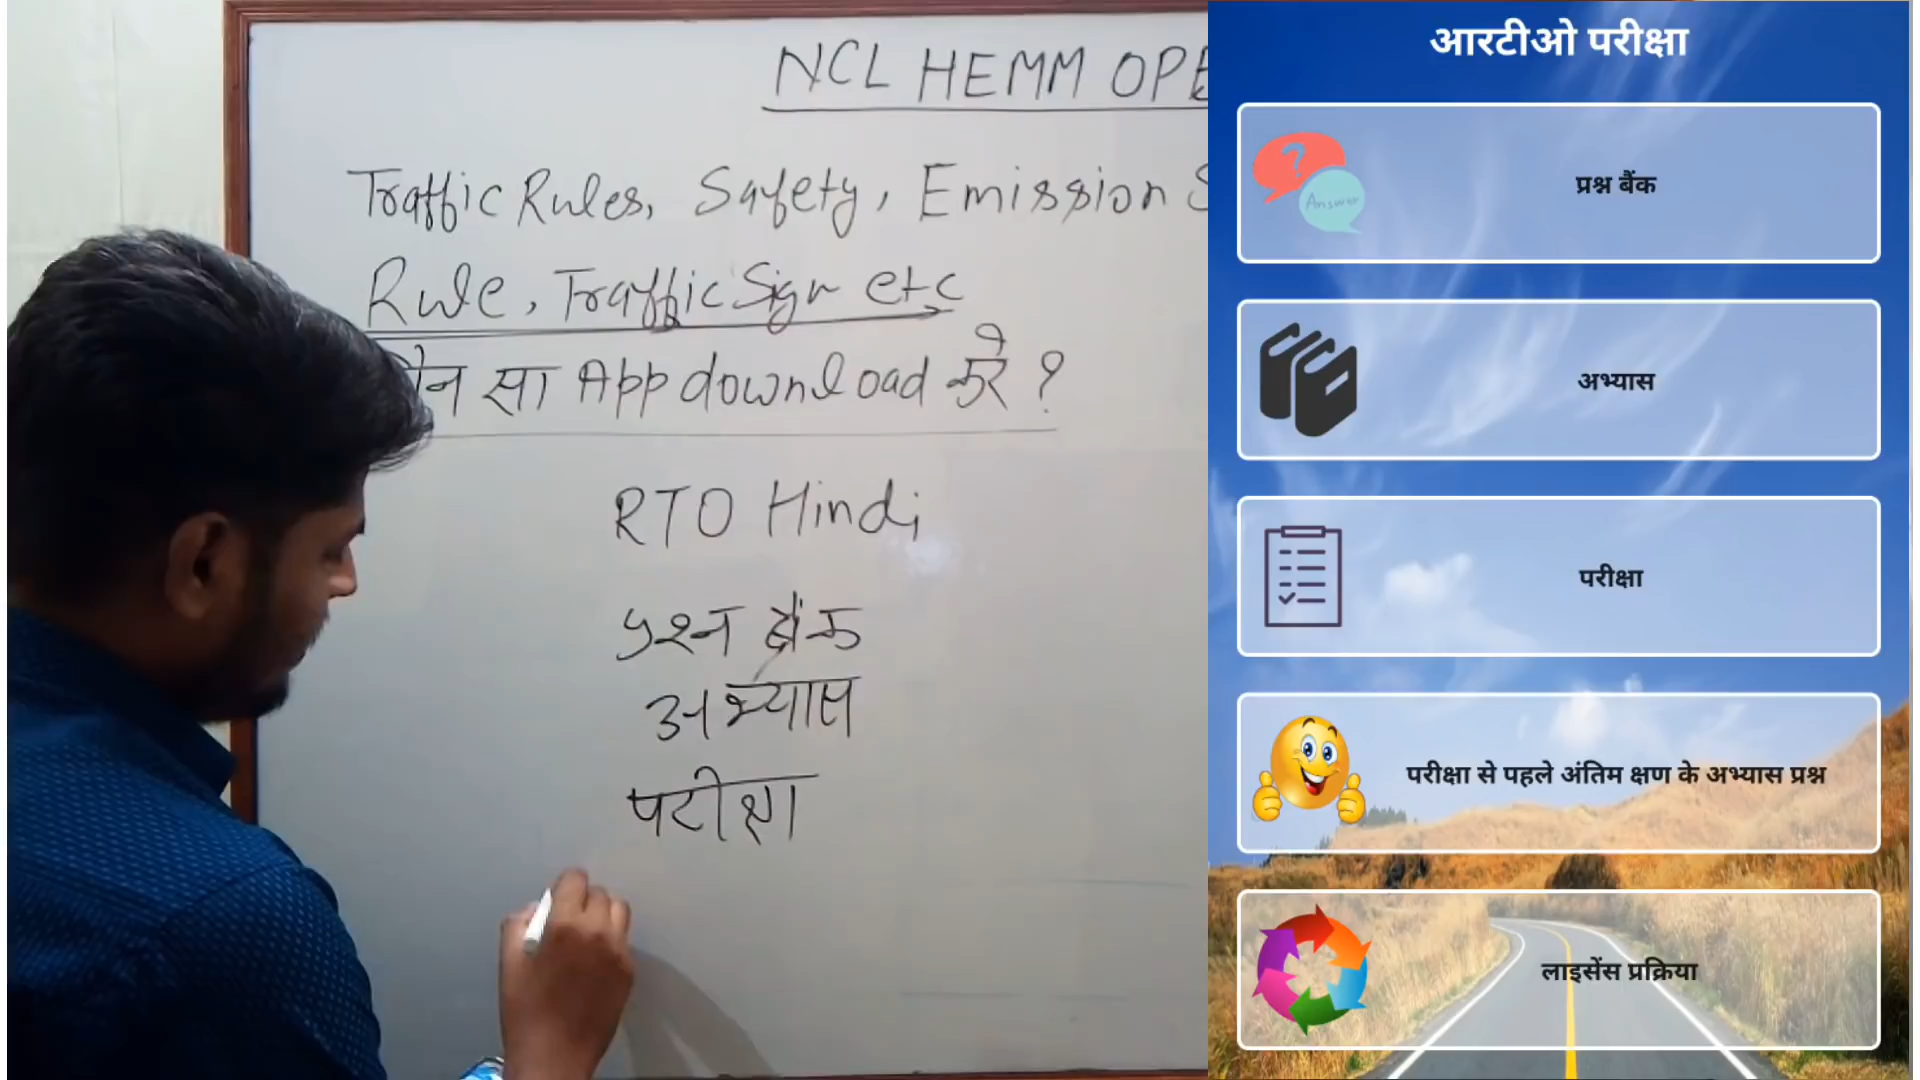 NCL HEMM
Traffic Rules, Safety, Emission
Rule, Traffic Sign etc
सा App download करे ?
RTO Hindi
प्रश्न बैंक
अभ्यास
परीक्षा
आरटीओ परीक्षा
?
Answer
प्रश्न बैंक
अभ्यास
परीक्षा
परीक्षा से पहले अंतिम क्षण के अभ्यास प्रश्न
लाइसेंस प्रक्रिया